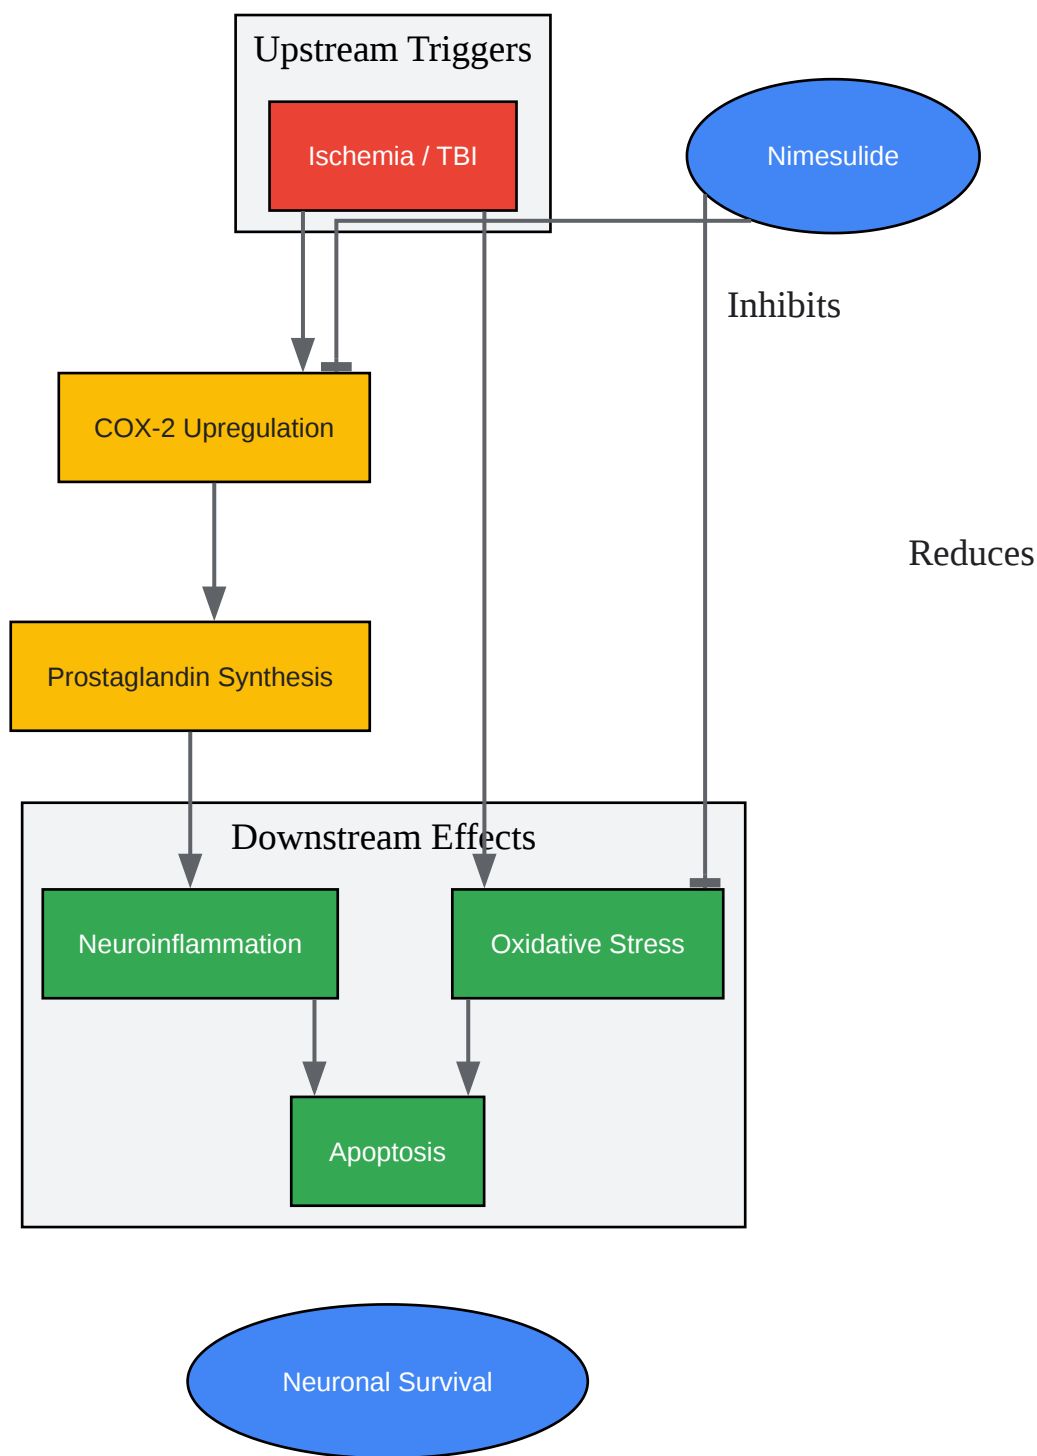 Upstream Triggers
Ischemia / TBI
Nimesulide
Inhibits
COX-2 Upregulation
Reduces
Prostaglandin Synthesis
Downstream Effects
Neuroinflammation
Oxidative Stress
Apoptosis
Neuronal Survival